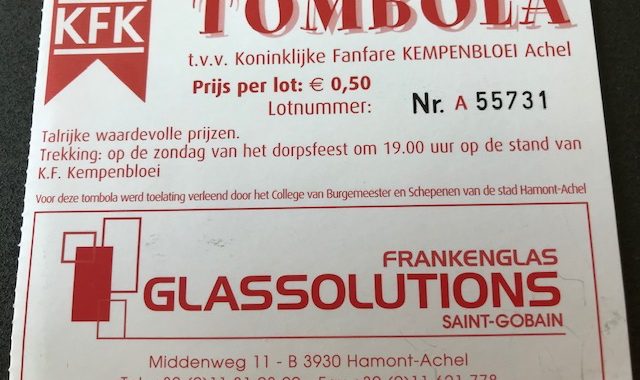 TOMBOLA
KFK
t.v.v. Koninklijke Fanfare KEMPENBLOEI Achel
Prijs per lot: € 0,50
Lotnummer: Nr. A 55731
Talrijke waardevolle prijzen.
Trekking: op de zondag van het dorpsfeest om 19.00 uur op de stand van
K.F. Kempenbloei
Voor deze tombola werd toelating verleend door het College van Burgemeester en Schepenen van de stad Hamont-Achel
FRANKENGLAS
GLASSOLUTIONS
SAINT-GOBAIN
Middenweg 11 - B 3930 Hamont-Achel